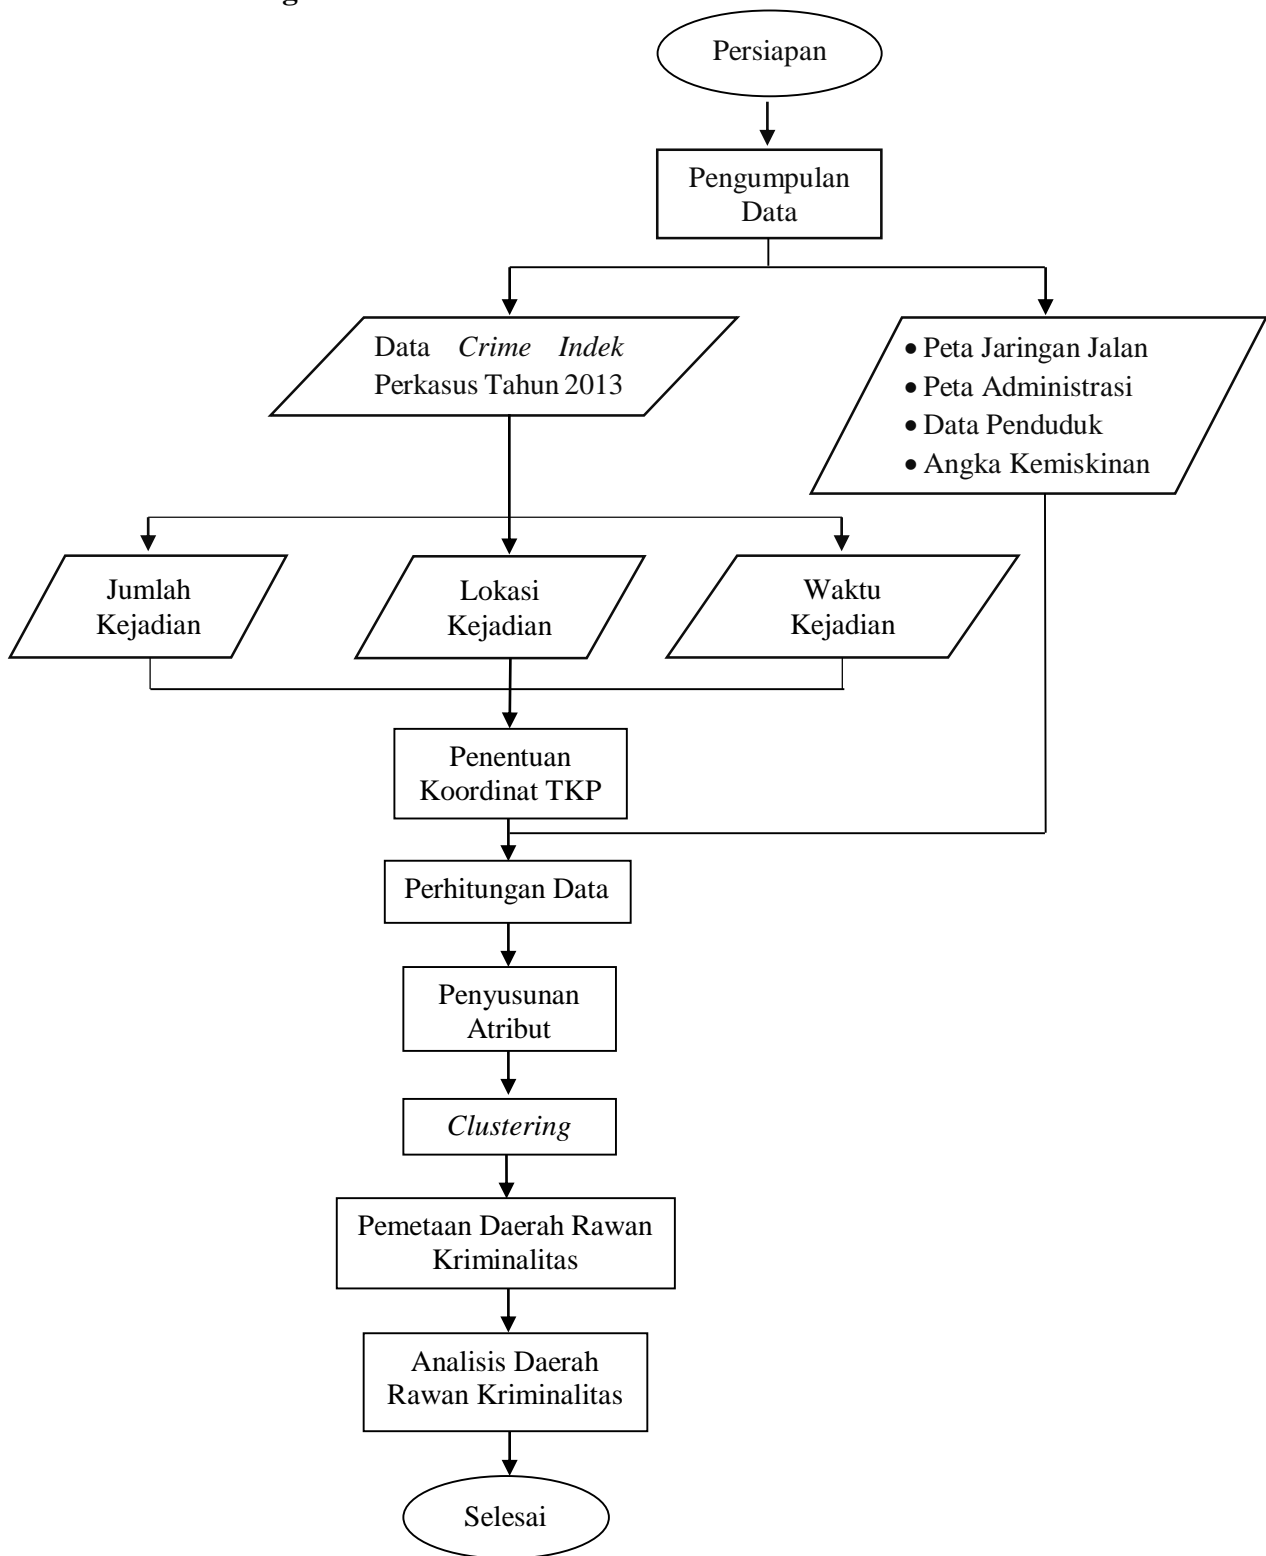 Persiapan
Pengumpulan
Data
Data Crime Indek
Perkasus Tahun 2013
• Peta Jaringan Jalan
• Peta Administrasi
• Data Penduduk
• Angka Kemiskinan
Jumlah
Kejadian
Lokasi
Kejadian
Waktu
Kejadian
Penentuan
Koordinat TKP
Perhitungan Data
Penyusunan
Atribut
Clustering
Pemetaan Daerah Rawan
Kriminalitas
Analisis Daerah
Rawan Kriminalitas
Selesai